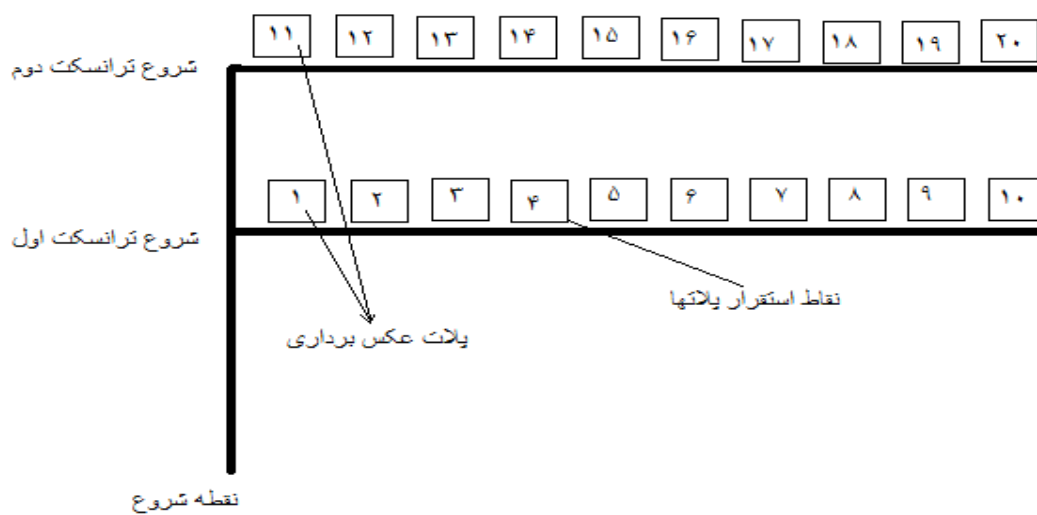 ۱۱ ۱۲ ۱۳ ۱۴ ۱۵ ۱۶ ۱۷ ۱۸ ۱۹ ۲۰
شروع ترانسکت دوم
۱ ۲ ۳ ۴ ۵ ۶ ۷ ۸ ۹ ۱۰
شروع ترانسکت اول
نقاط استقرار پلاتها
پلات عکس برداری
نقطه شروع